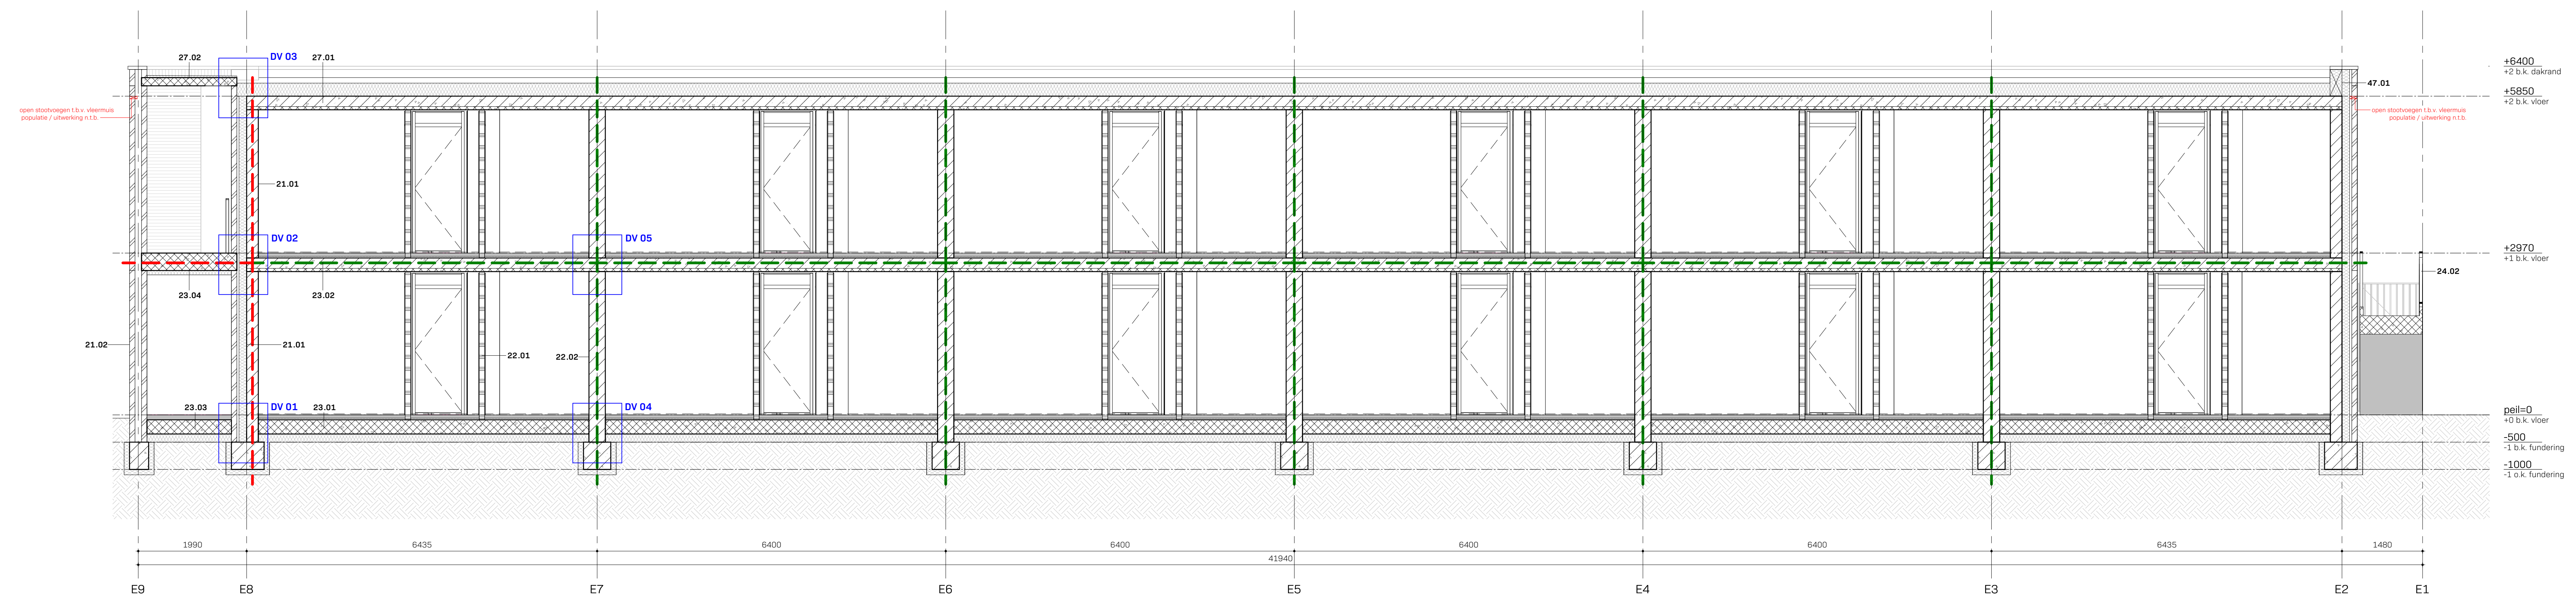 27.02
DV 03
27.01
+6400
+2 b.k. dakrand
47.01
+5850
+2 b.k. vloer
open stootvoegen t.b.v. vleermuis
populatie / uitwerking n.t.b.
open stootvoegen t.b.v. vleermuis
populatie / uitwerking n.t.b.
21.01
DV 02
DV 05
+2970
+1 b.k. vloer
24.02
23.04
23.02
21.02
21.01
22.01
22.02
23.03
DV 01
23.01
DV 04
peil=0
+0 b.k. vloer
-500
-1 b.k. fundering
-1000
-1 o.k. fundering
1990
6435
6400
6400
6400
6400
6435
1480
41940
E9
E8
E7
E6
E5
E4
E3
E2
E1